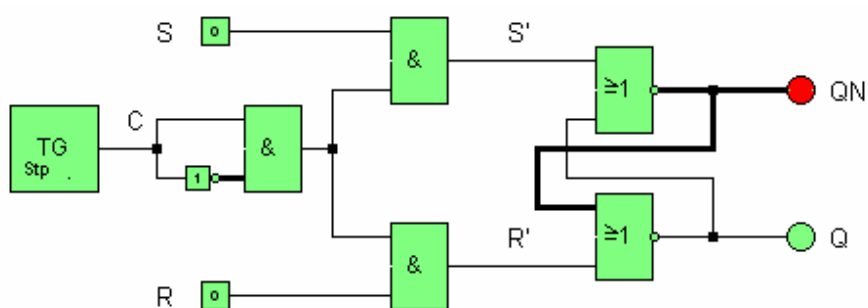 S 0 & S' ≥1 QN
TG Stp .
C
1
&
R 0 & R' ≥1 Q